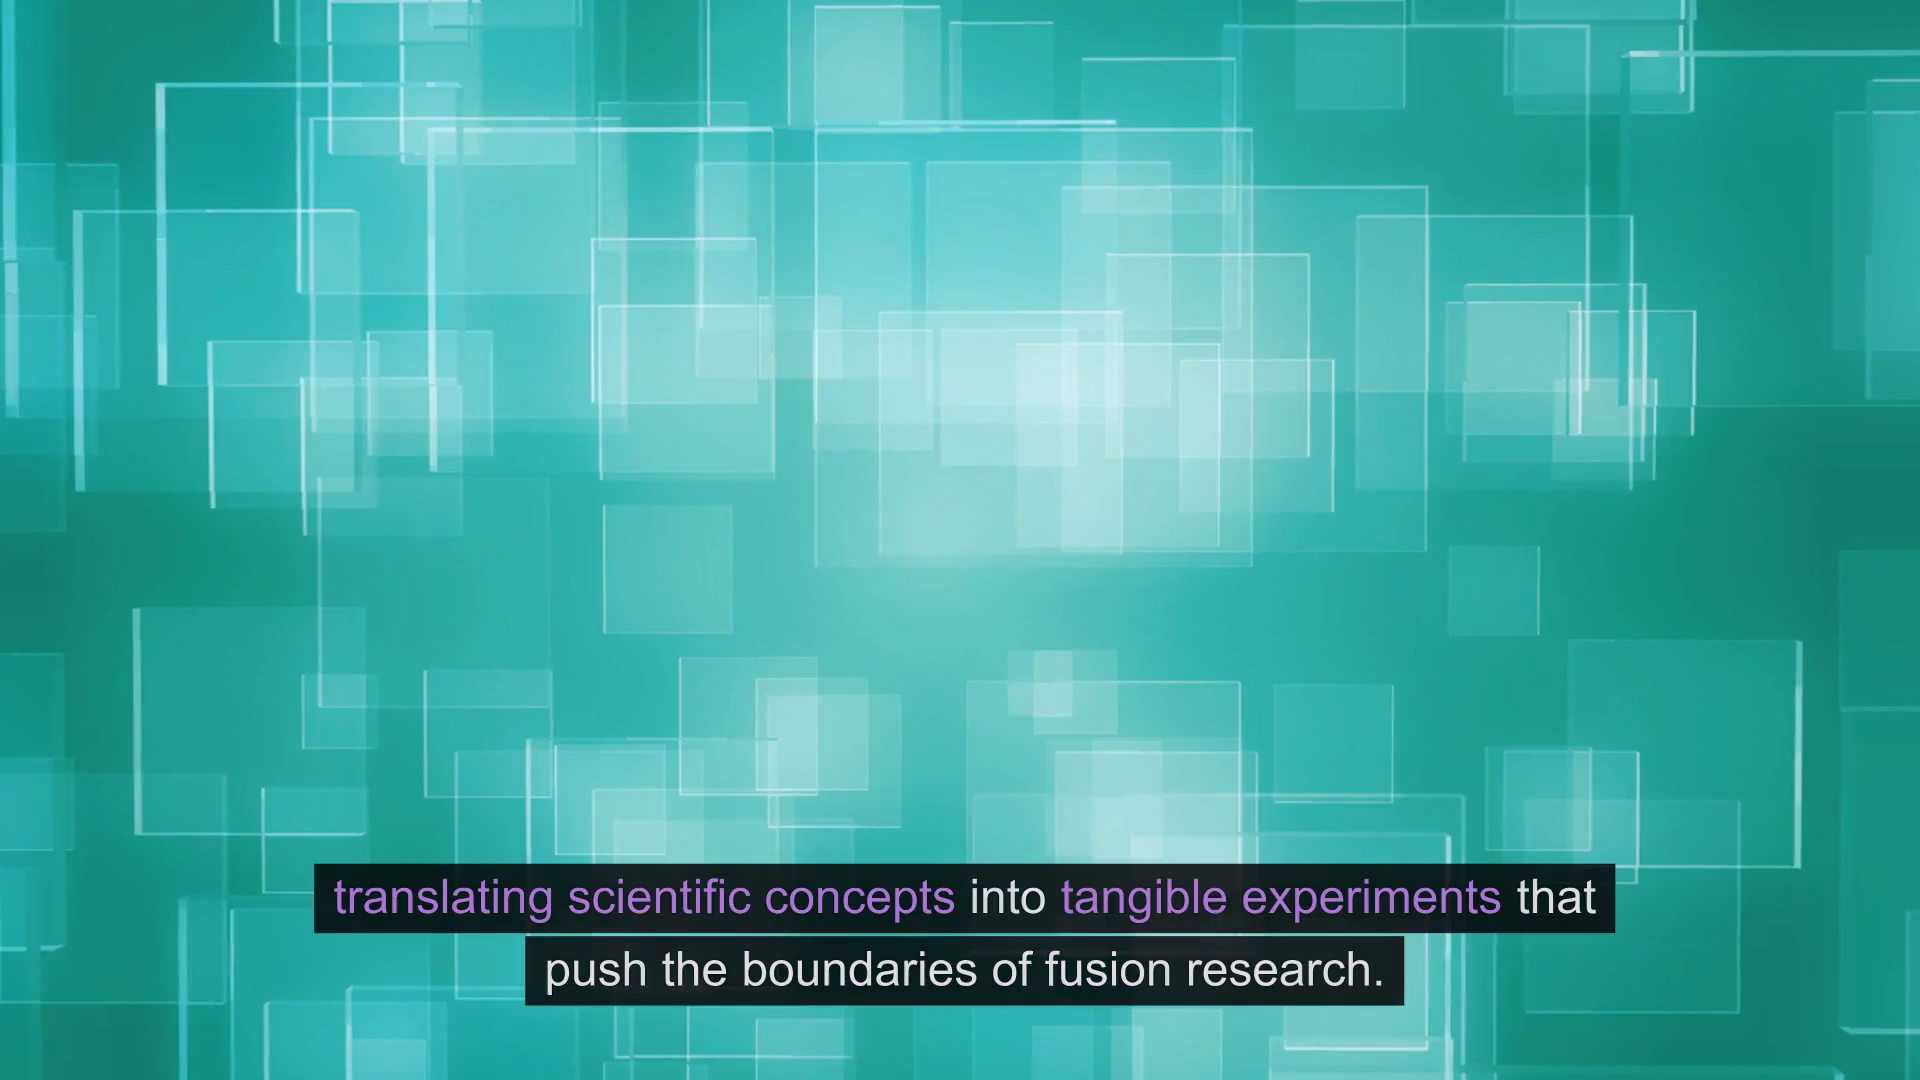 translating scientific concepts into tangible experiments that
push the boundaries of fusion research.